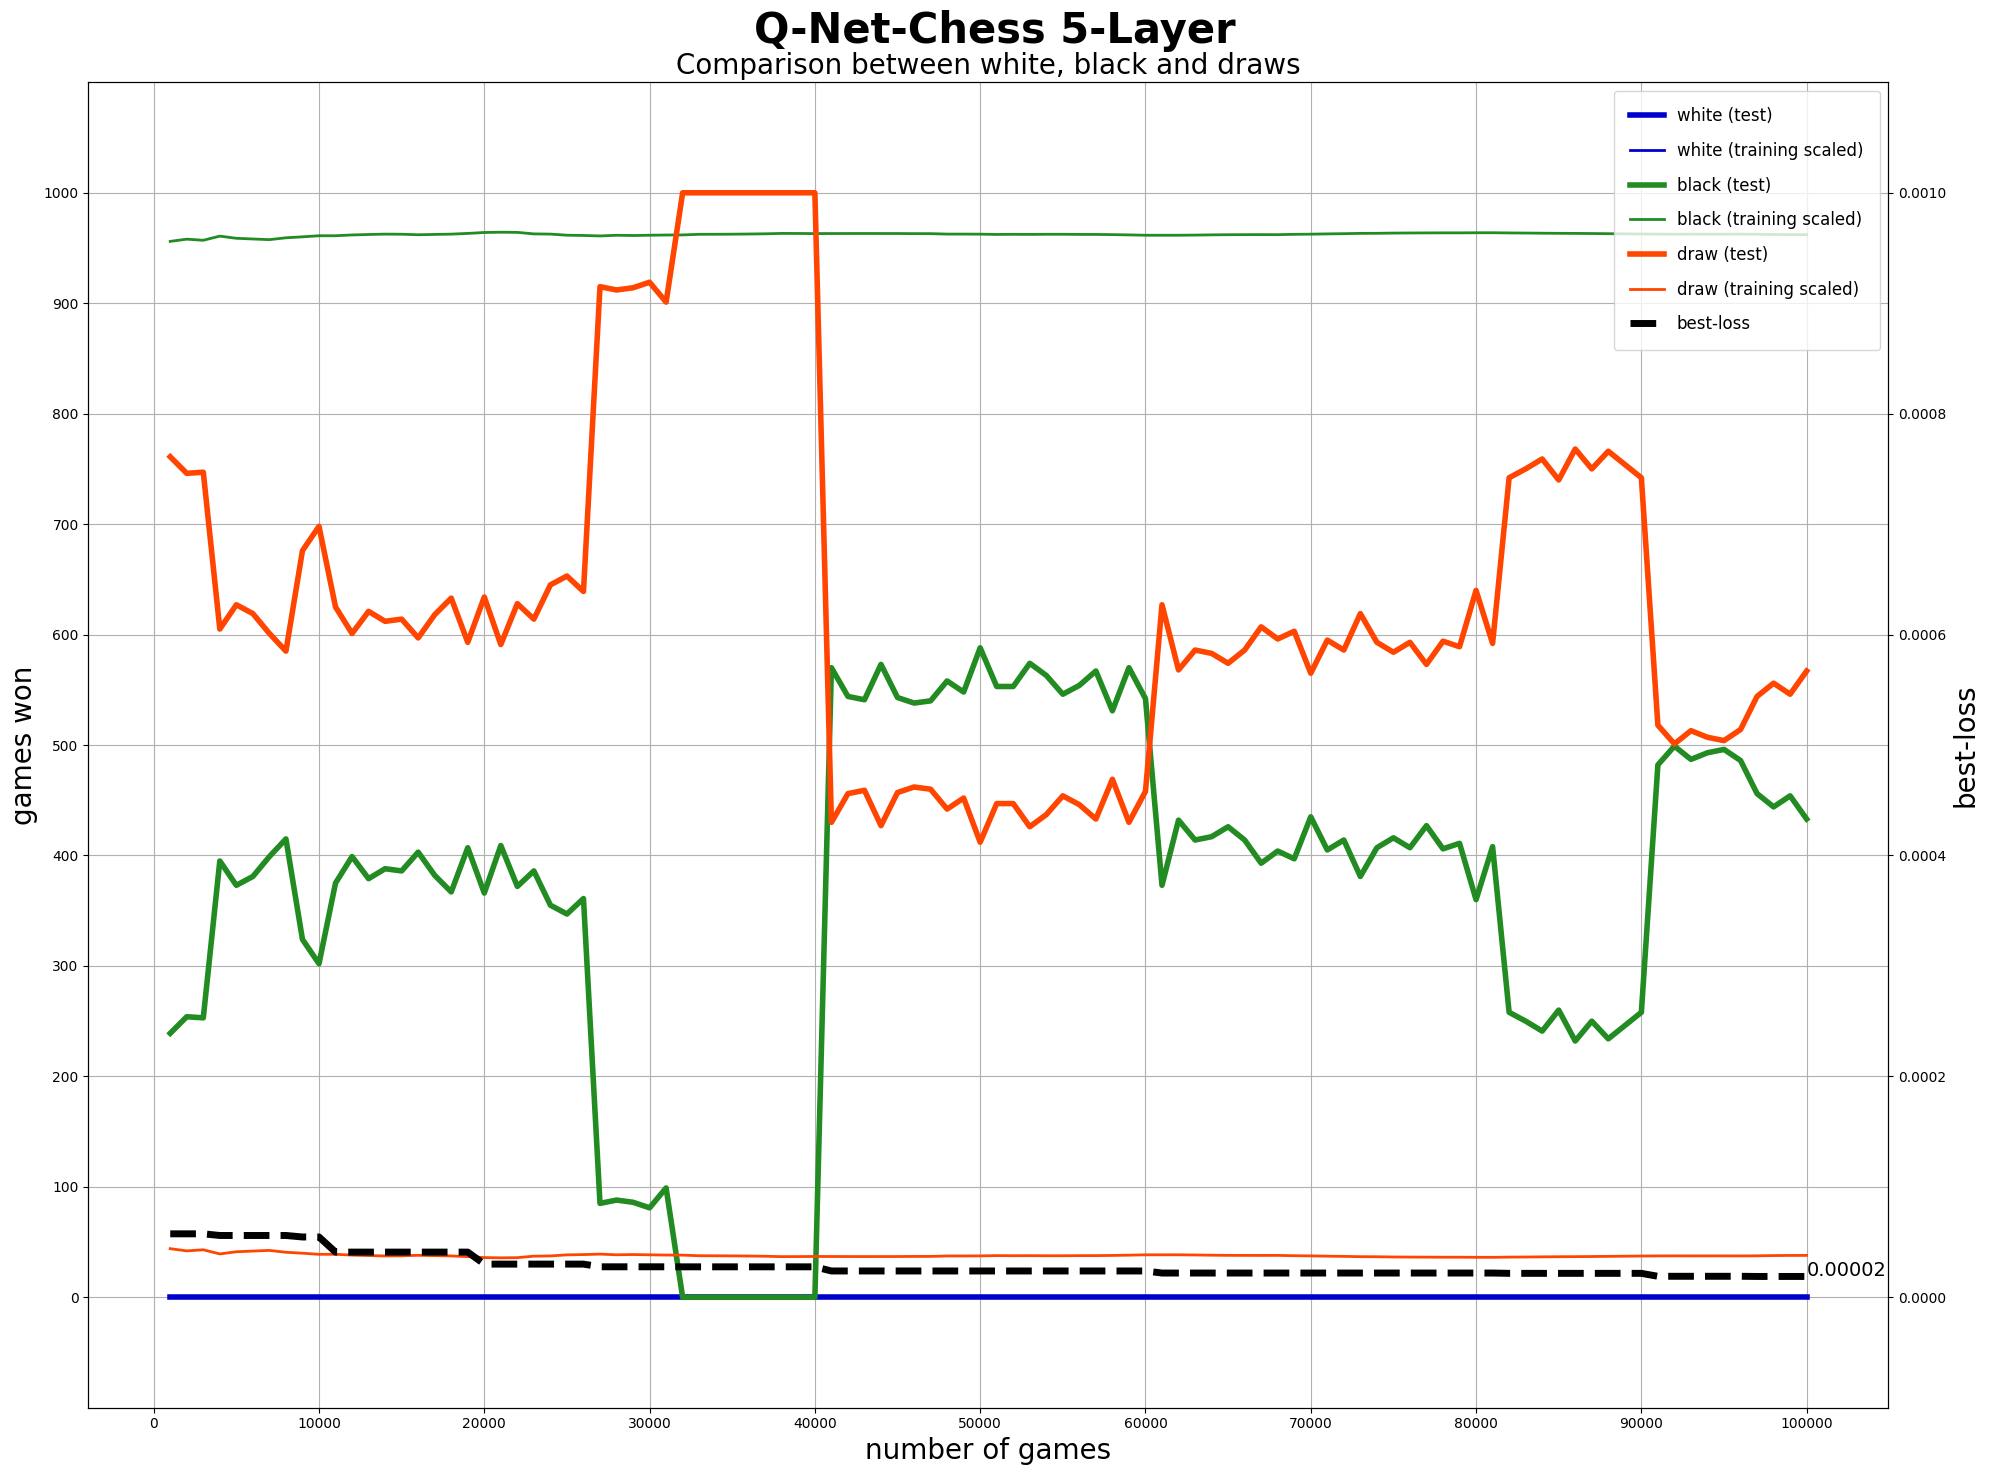 Q-Net-Chess 5-Layer
Comparison between white, black and draws
white (test)
white (training scaled)
black (test)
black (training scaled)
draw (test)
draw (training scaled)
best-loss
games won
1000
900
800
700
600
500
400
300
200
100
0
0.0010
0.0008
0.0006
0.0004
0.0002
0.0000
best-loss
0.00002
0 10000 20000 30000 40000 50000 60000 70000 80000 90000 100000
number of games